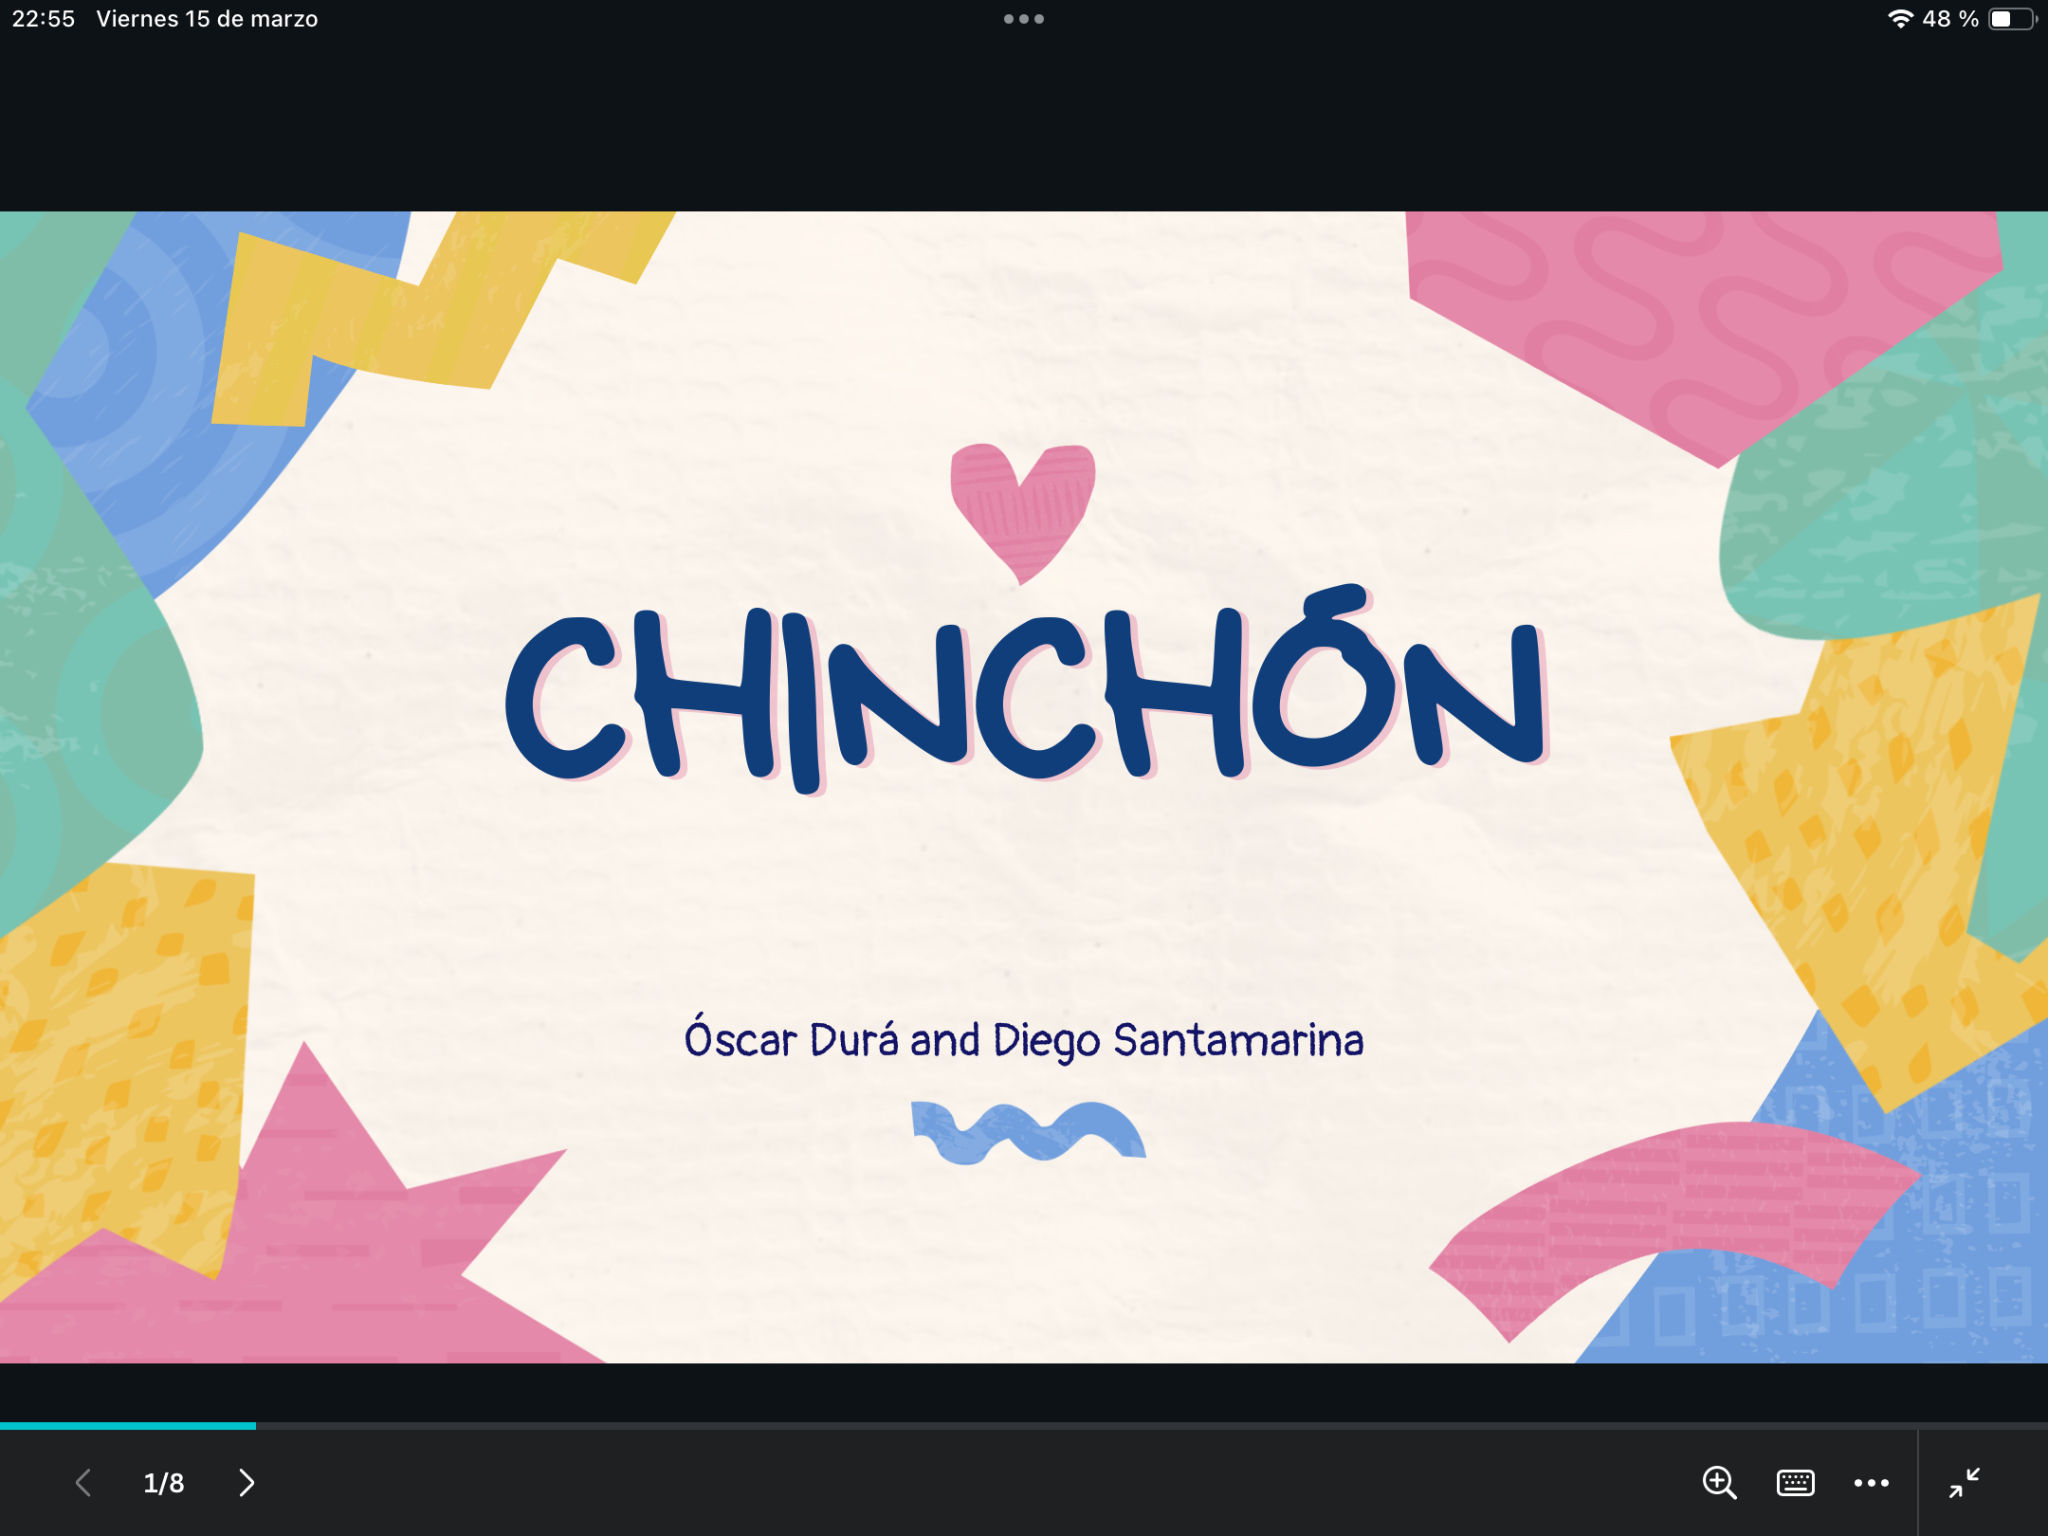 22:55 Viernes 15 de marzo
48 %
CHINCHÓN
Óscar Durá and Diego Santamarina
1/8